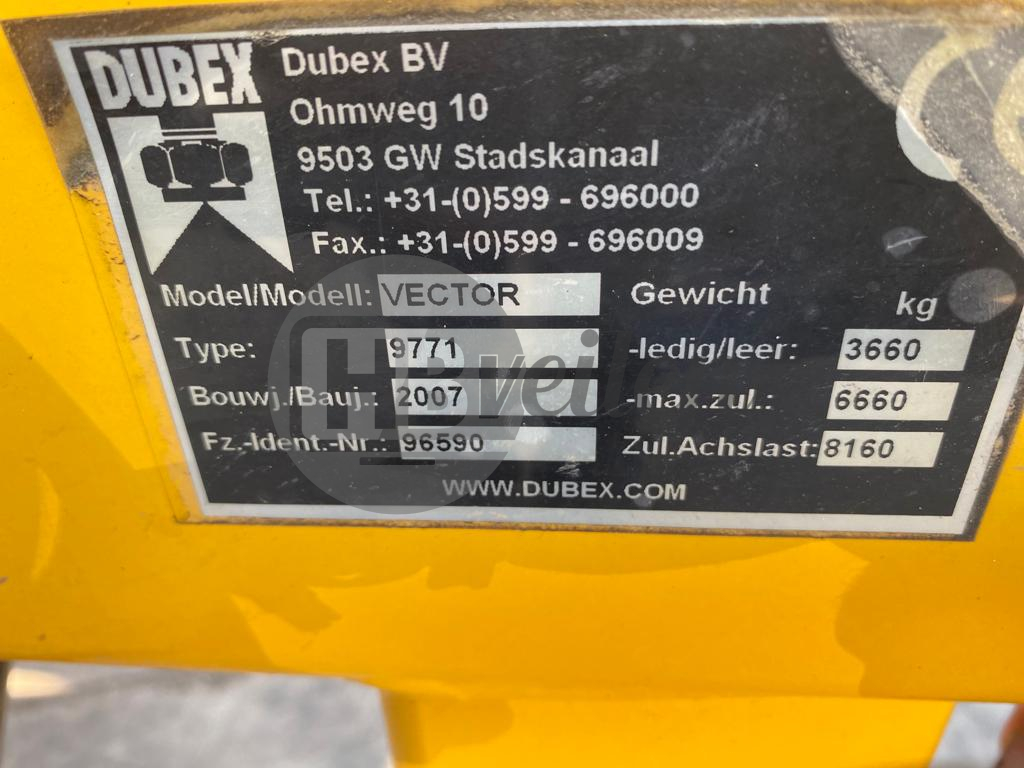 DUBEX
Dubex BV
Ohmweg 10
9503 GW Stadskanaal
Tel.: +31-(0)599 - 696000
Fax.: +31-(0)599 - 696009
Model/Modell: VECTOR
Type: 9771
Bouwj./Bauj.: 2007
Fz.-Ident.-Nr.: 96590
Gewicht kg
-ledig/leer: 3660
-max.zul.: 6660
Zul.Achslast: 8160
WWW.DUBEX.COM